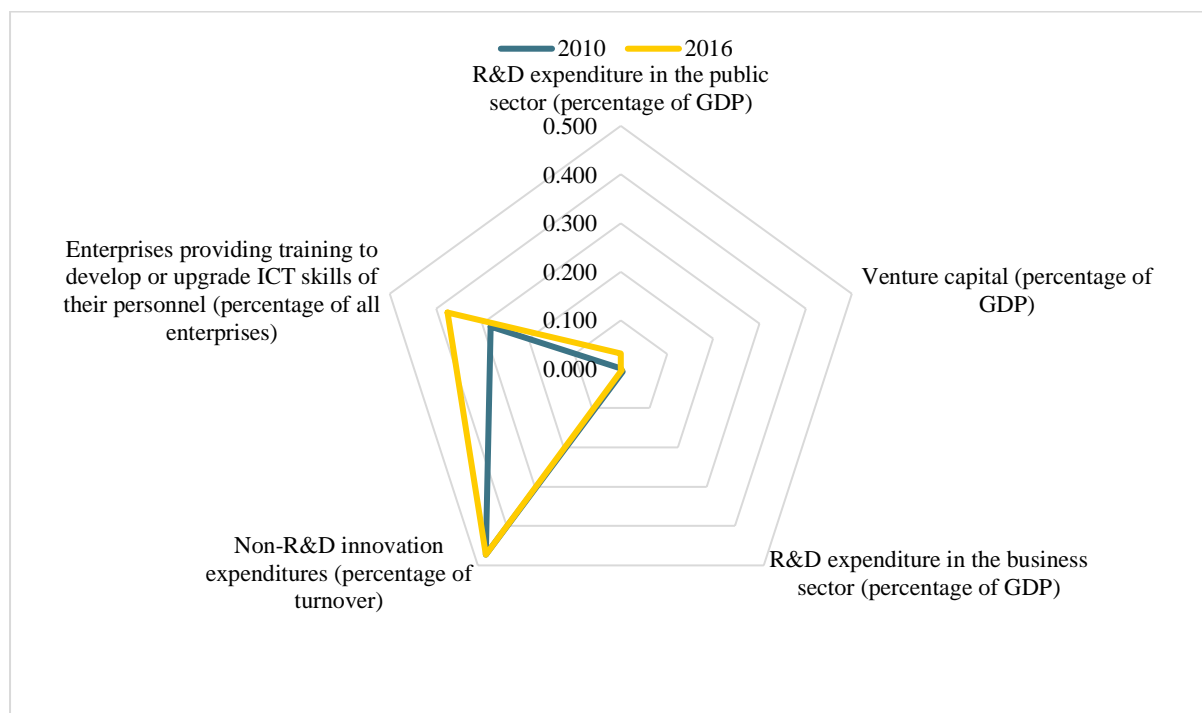 2010 2016
R&D expenditure in the public
sector (percentage of GDP)
0.500
0.400
0.300
0.200
0.100
0.000
Venture capital (percentage of
GDP)
R&D expenditure in the business
sector (percentage of GDP)
Non-R&D innovation
expenditures (percentage of
turnover)
Enterprises providing training to
develop or upgrade ICT skills of
their personnel (percentage of all
enterprises)